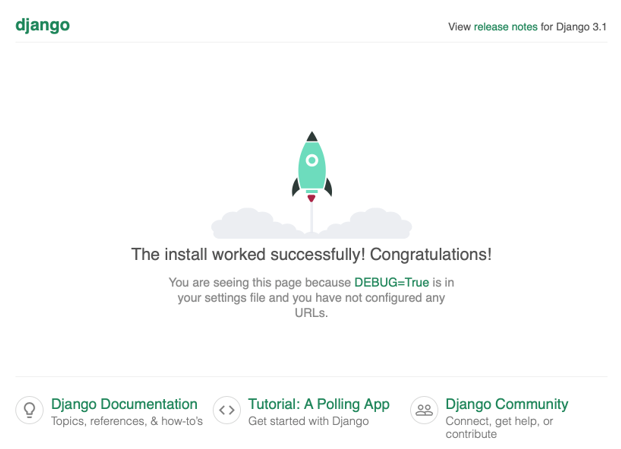 django
View release notes for Django 3.1
The install worked successfully! Congratulations!
You are seeing this page because DEBUG=True is in
your settings file and you have not configured any
URLs.
Django Documentation
Topics, references, & how-to's
Tutorial: A Polling App
Get started with Django
Django Community
Connect, get help, or
contribute